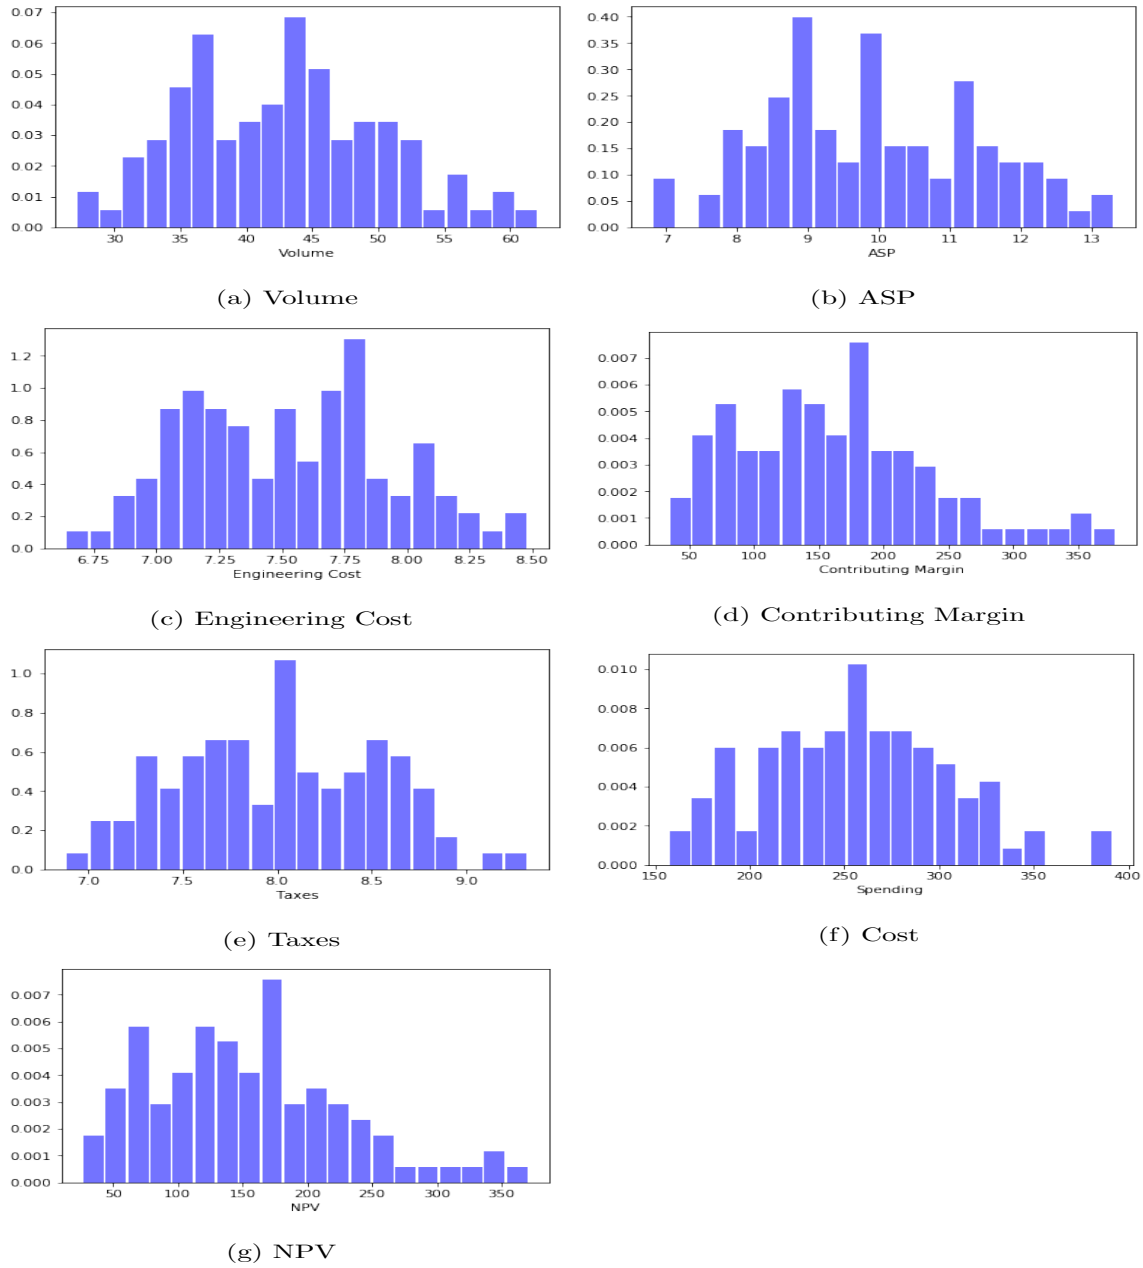 0.07
0.06
0.05
0.04
0.03
0.02
0.01
0.00
30 35 40 45 50 55 60
Volume
(a) Volume
0.40
0.35
0.30
0.25
0.20
0.15
0.10
0.05
0.00
7 8 9 10 11 12 13
ASP
(b) ASP
1.2
1.0
0.8
0.6
0.4
0.2
0.0
6.75 7.00 7.25 7.50 7.75 8.00 8.25 8.50
Engineering Cost
(c) Engineering Cost
0.007
0.006
0.005
0.004
0.003
0.002
0.001
0.000
50 100 150 200 250 300 350
Contributing Margin
(d) Contributing Margin
1.0
0.8
0.6
0.4
0.2
0.0
7.0 7.5 8.0 8.5 9.0
Taxes
(e) Taxes
0.010
0.008
0.006
0.004
0.002
0.000
150 200 250 300 350 400
Spending
(f) Cost
0.007
0.006
0.005
0.004
0.003
0.002
0.001
0.000
50 100 150 200 250 300 350
NPV
(g) NPV